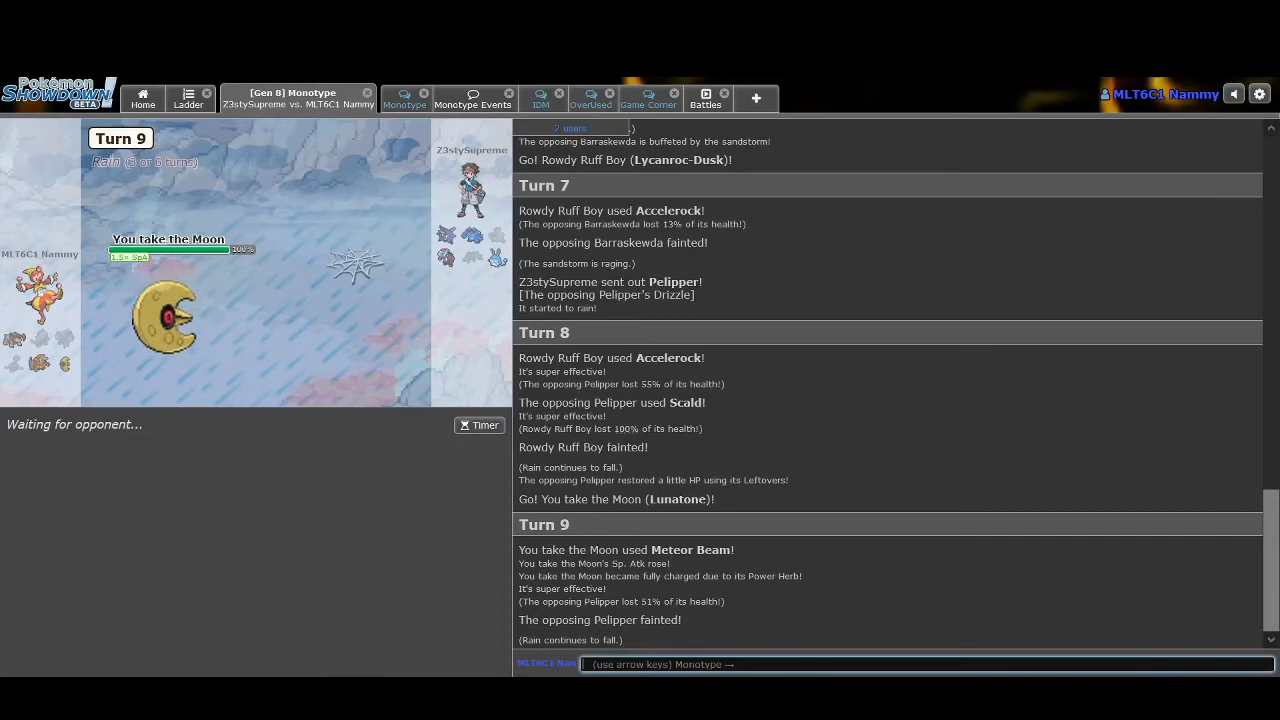 Pokémon
SHOWDOWN!
BETA
Home
Ladder
[Gen 8] Monotype
Z3stySupreme vs. MLT6C1 Nammy
Monotype
Monotype Events
IDM
OverUsed
Game Corner
Battles
MLT6C1 Nammy
Turn 9
Rain (3 or 6 turns)
Z3stySupreme
MLT6C1 Nammy
You take the Moon
100%
1.5× SpA
Waiting for opponent...
Timer
2 users
.)
The opposing Barraskewda is buffeted by the sandstorm!
Go! Rowdy Ruff Boy (Lycanroc-Dusk)!
Turn 7
Rowdy Ruff Boy used Accelerock!
(The opposing Barraskewda lost 13% of its health!)
The opposing Barraskewda fainted!
(The sandstorm is raging.)
Z3stySupreme sent out Pelipper!
[The opposing Pelipper's Drizzle]
It started to rain!
Turn 8
Rowdy Ruff Boy used Accelerock!
It's super effective!
(The opposing Pelipper lost 55% of its health!)
The opposing Pelipper used Scald!
It's super effective!
(Rowdy Ruff Boy lost 100% of its health!)
Rowdy Ruff Boy fainted!
(Rain continues to fall.)
The opposing Pelipper restored a little HP using its Leftovers!
Go! You take the Moon (Lunatone)!
Turn 9
You take the Moon used Meteor Beam!
You take the Moon's Sp. Atk rose!
You take the Moon became fully charged due to its Power Herb!
It's super effective!
(The opposing Pelipper lost 51% of its health!)
The opposing Pelipper fainted!
(Rain continues to fall.)
MLT6C1 Nan
(use arrow keys) Monotype →